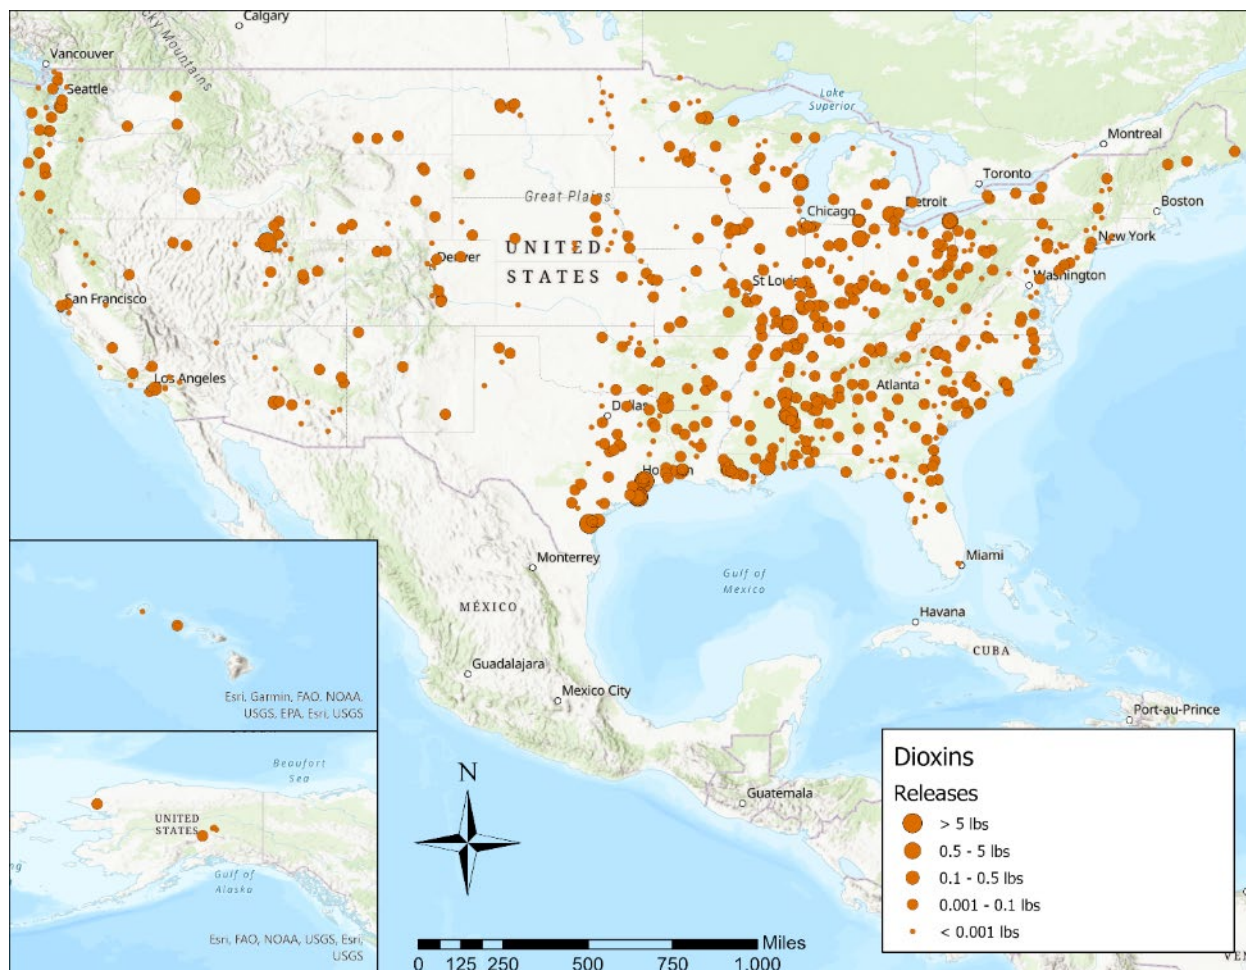 Calgary
Vancouver
Rocky Mountains
Seattle
Lake
Superior
Montreal
Toronto
Boston
Great Plains
Chicago
Detroit
New York
UNITED
STATES
Denver
St Louis
Washington
San Francisco
Los Angeles
Atlanta
Dallas
Houston
Monterrey
Miami
Gulf of
Mexico
MÉXICO
Havana
CUBA
Guadalajara
Mexico City
Port-au-Prince
Guatemala
Esri, Garmin, FAO, NOAA,
USGS, EPA, Esri, USGS
Beaufort
Sea
UNITED
STATES
Gulf of
Alaska
Esri, FAO, NOAA, USGS, Esri,
USGS
N
Miles
0 125 250 500 750 1,000
Dioxins
Releases
> 5 lbs
0.5 - 5 lbs
0.1 - 0.5 lbs
0.001 - 0.1 lbs
< 0.001 lbs